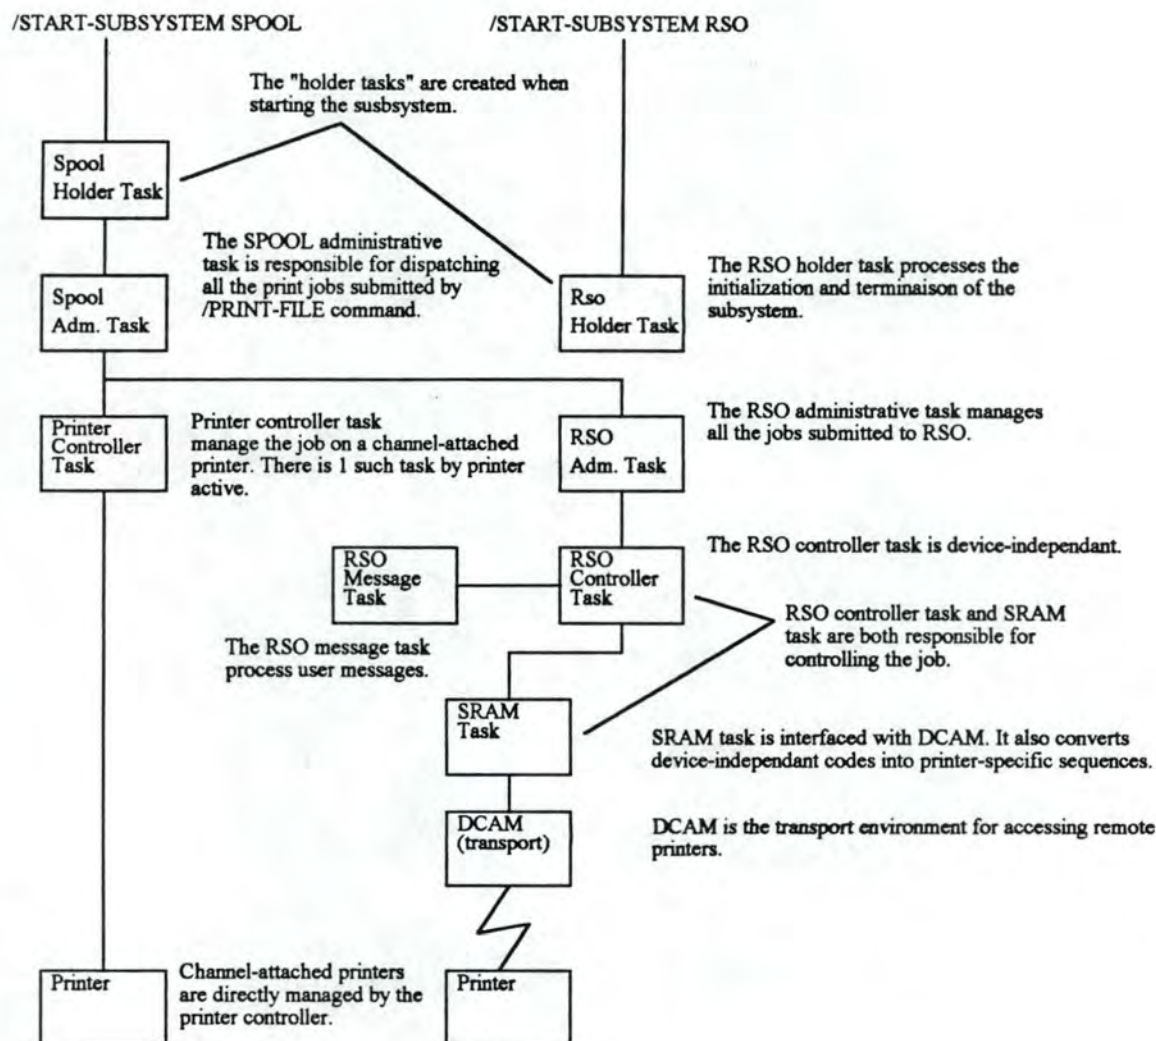 /START-SUBSYSTEM SPOOL
/START-SUBSYSTEM RSO
The "holder tasks" are created when
starting the susbsystem.
Spool
Holder Task
The SPOOL administrative
task is responsible for dispatching
all the print jobs submitted by
/PRINT-FILE command.
Spool
Adm. Task
Rso
Holder Task
The RSO holder task processes the
initialization and terminaison of the
subsystem.
Printer
Controller
Task
Printer controller task
manage the job on a channel-attached
printer. There is 1 such task by printer
active.
RSO
Adm. Task
The RSO administrative task manages
all the jobs submitted to RSO.
RSO
Message
Task
RSO
Controller
Task
The RSO controller task is device-independant.
RSO controller task and SRAM
task are both responsible for
controlling the job.
The RSO message task
process user messages.
SRAM
Task
SRAM task is interfaced with DCAM. It also converts
device-independant codes into printer-specific sequences.
DCAM
(transport)
DCAM is the transport environment for accessing remote
printers.
Printer
Channel-attached printers
are directly managed by the
printer controller.
Printer